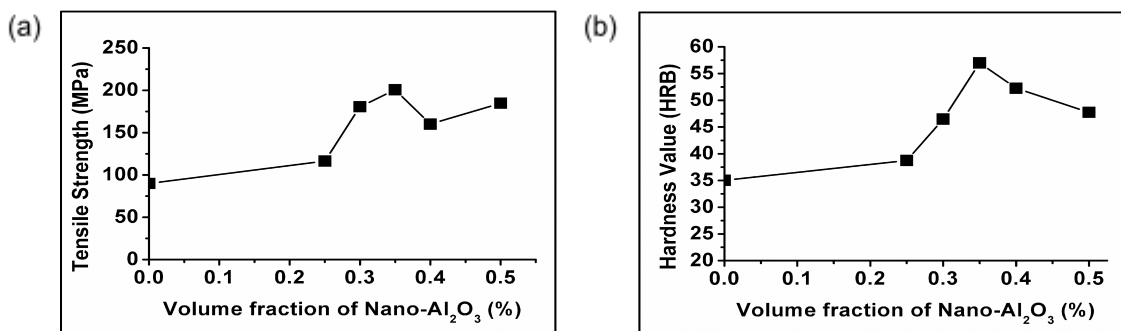 (a)
Tensile Strength (MPa)
250
200
150
100
50
0
0.0 0.1 0.2 0.3 0.4 0.5
Volume fraction of Nano-Al₂O₃ (%)
(b)
Hardness Value (HRB)
60
55
50
45
40
35
30
25
20
0.0 0.1 0.2 0.3 0.4 0.5
Volume fraction of Nano-Al₂O₃ (%)